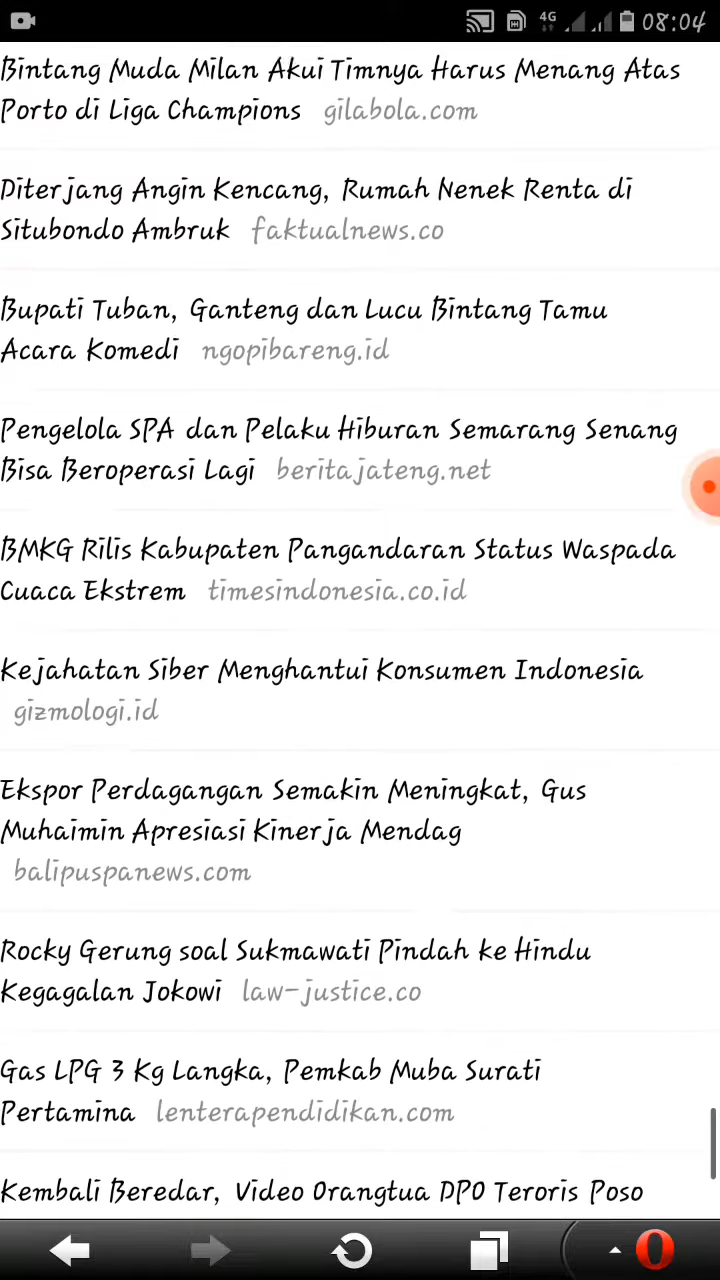 4G 08:04
Bintang Muda Milan Akui Timnya Harus Menang Atas
Porto di Liga Champions gilabola.com
Diterjang Angin Kencang, Rumah Nenek Renta di
Situbondo Ambruk faktualnews.co
Bupati Tuban, Ganteng dan Lucu Bintang Tamu
Acara Komedi ngopibareng.id
Pengelola SPA dan Pelaku Hiburan Semarang Senang
Bisa Beroperasi Lagi beritajateng.net
BMKG Rilis Kabupaten Pangandaran Status Waspada
Cuaca Ekstrem timesindonesia.co.id
Kejahatan Siber Menghantui Konsumen Indonesia
gizmologi.id
Ekspor Perdagangan Semakin Meningkat, Gus
Muhaimin Apresiasi Kinerja Mendag
balipuspanews.com
Rocky Gerung soal Sukmawati Pindah ke Hindu
Kegagalan Jokowi law-justice.co
Gas LPG 3 Kg Langka, Pemkab Muba Surati
Pertamina lenterapendidikan.com
Kembali Beredar, Video Orangtua DPO Teroris Poso